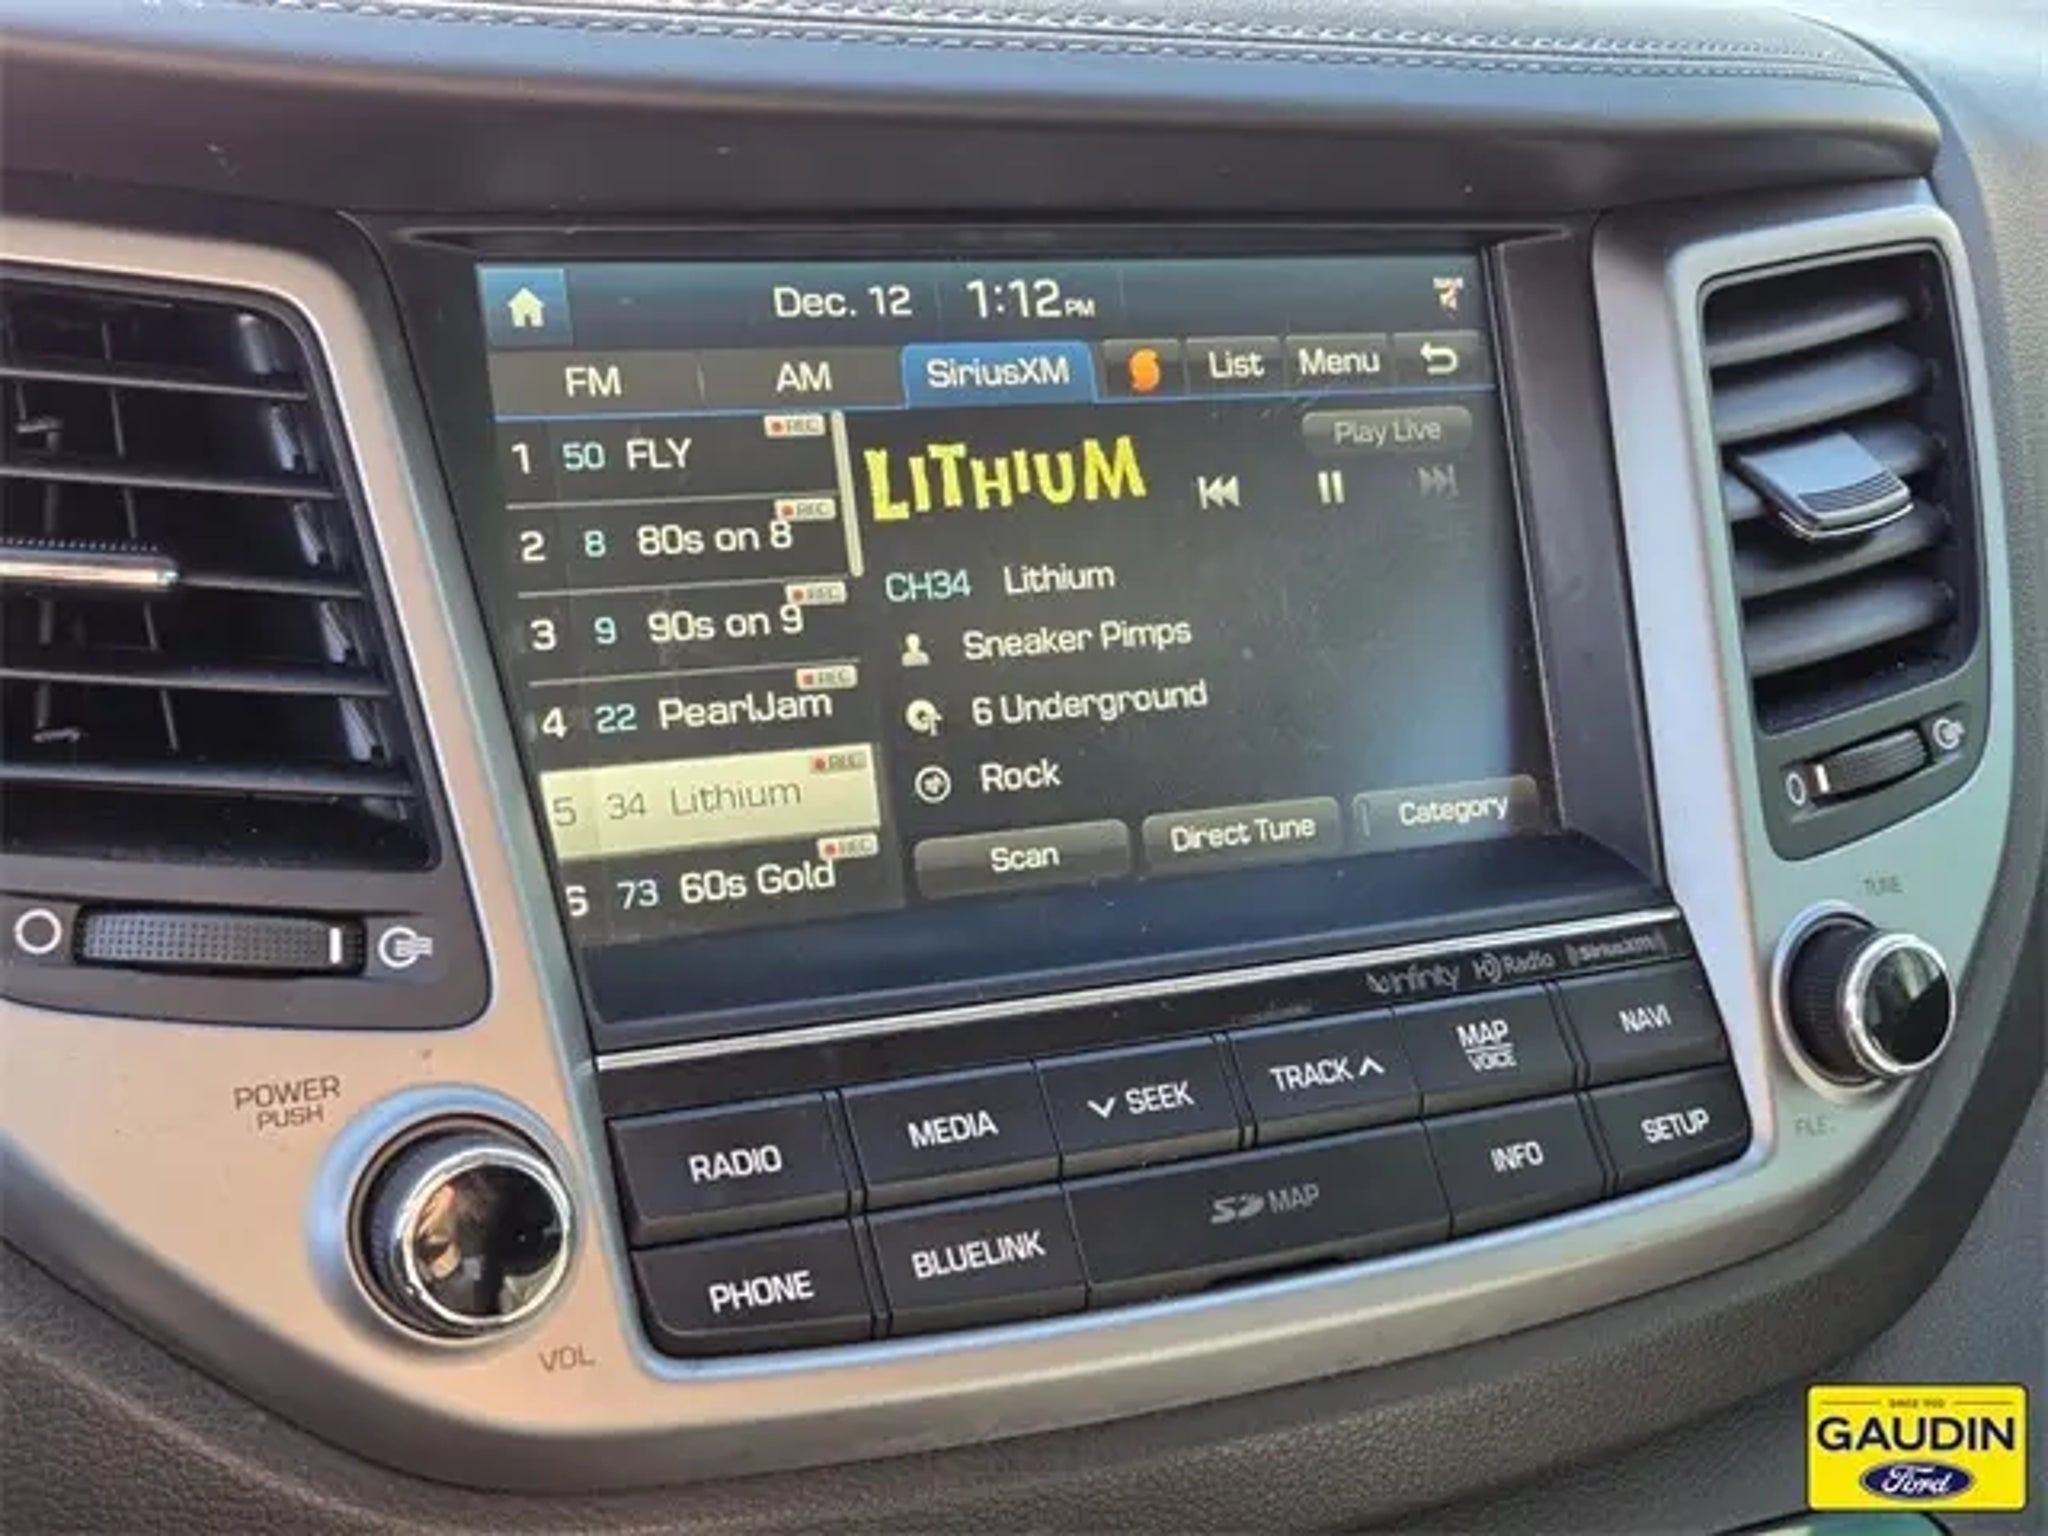 Dec. 12 1:12 PM
FM AM SiriusXM List Menu
1 50 FLY REC
2 8 80s on 8 REC
3 9 90s on 9 REC
4 22 PearlJam REC
5 34 Lithium REC
6 73 60s Gold REC
LITHIUM
Play Live
CH34 Lithium
Sneaker Pimps
6 Underground
Rock
Scan Direct Tune Category
infinity HD Radio SiriusXM
POWER
PUSH
VOL
TUNE
FILE
RADIO MEDIA SEEK TRACK MAP
VOICE NAVI
PHONE BLUELINK SD MAP INFO SETUP
GAUDIN
Ford